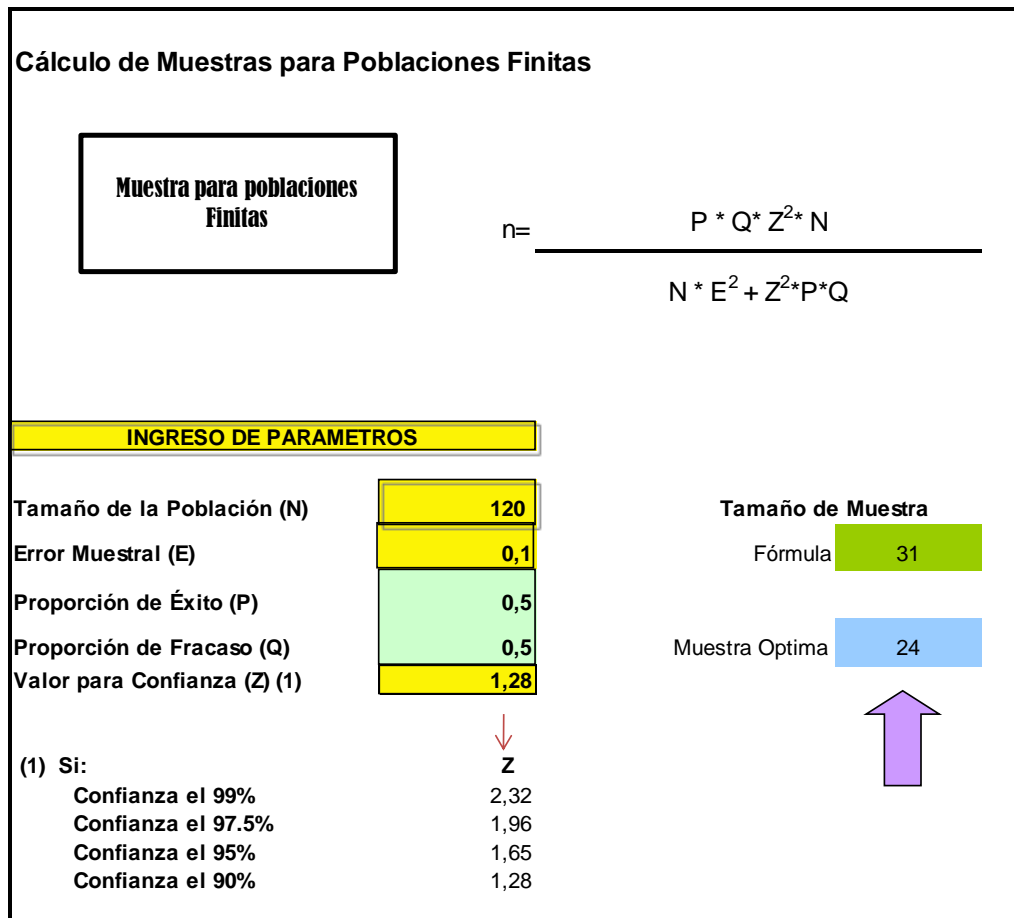 Cálculo de Muestras para Poblaciones Finitas
Muestra para poblaciones
Finitas
n=
P * Q* Z²* N
N * E² + Z²*P*Q
INGRESO DE PARAMETROS
Tamaño de la Población (N) 120
Error Muestral (E) 0,1
Proporción de Éxito (P) 0,5
Proporción de Fracaso (Q) 0,5
Valor para Confianza (Z) (1) 1,28
Tamaño de Muestra
Fórmula 31
Muestra Optima 24
(1) Si: Z
Confianza el 99% 2,32
Confianza el 97.5% 1,96
Confianza el 95% 1,65
Confianza el 90% 1,28